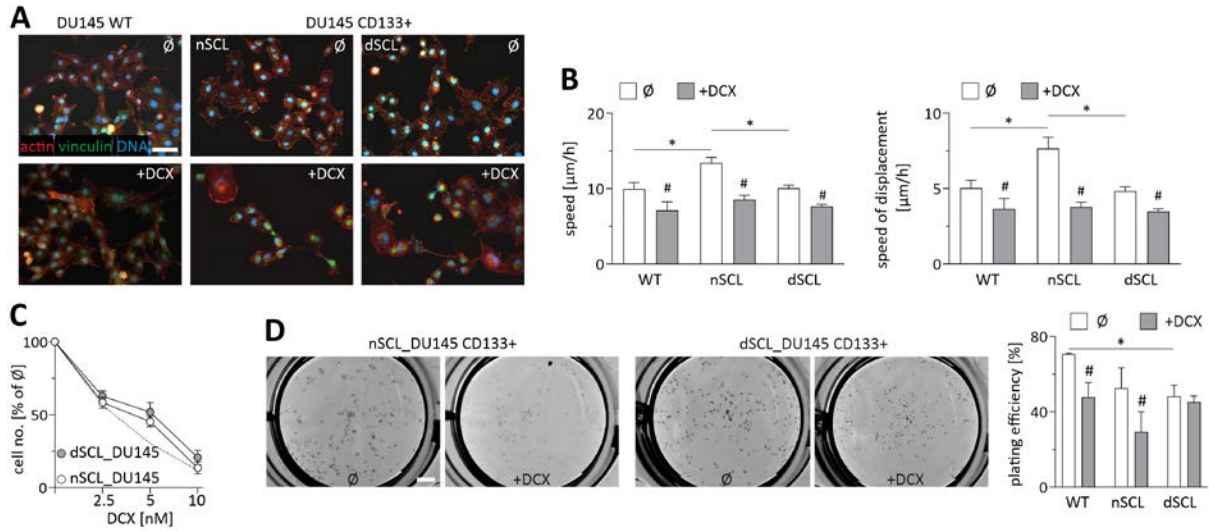 A
DU145 WT
DU145 CD133+
Ø
nSCL
Ø
dSCL
Ø
actin vinculin DNA
+DCX
+DCX
+DCX
B
Ø
+DCX
speed [µm/h]
20
10
0
*
*
#
#
#
WT
nSCL
dSCL
Ø
+DCX
speed of displacement
[µm/h]
10
5
0
*
*
#
#
#
WT
nSCL
dSCL
C
cell no. [% of Ø]
100
50
0
dSCL_DU145
nSCL_DU145
2.5
5
10
DCX [nM]
D
nSCL_DU145 CD133+
dSCL_DU145 CD133+
Ø
+DCX
Ø
+DCX
Ø
+DCX
plating efficiency [%]
80
40
0
*
#
#
WT
nSCL
dSCL